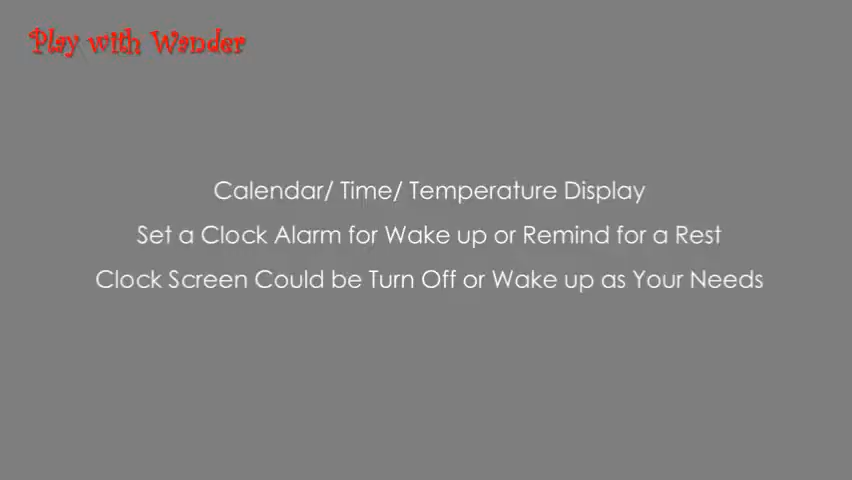 Play with Wander
Calendar/ Time/ Temperature Display
Set a Clock Alarm for Wake up or Remind for a Rest
Clock Screen Could be Turn Off or Wake up as Your Needs